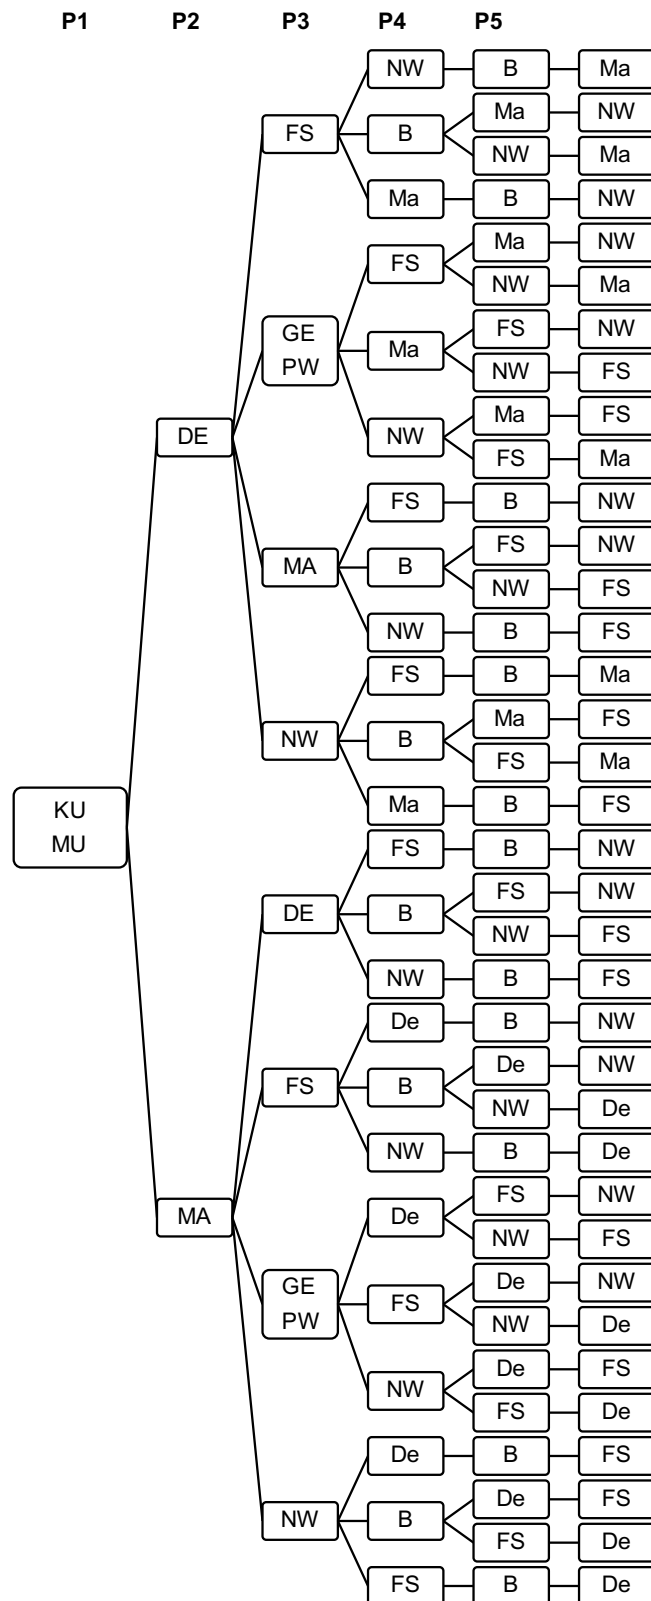 P1 P2 P3 P4 P5
NW B Ma
Ma NW
FS B
NW Ma
Ma B NW
Ma NW
FS
NW Ma
GE
PW
FS NW
Ma
NW FS
Ma FS
NW
FS Ma
DE
FS B NW
FS NW
MA B
NW FS
NW B FS
FS B Ma
Ma FS
NW B
FS Ma
Ma B FS
KU
MU
FS B NW
FS NW
DE B
NW FS
NW B FS
De B NW
De NW
FS B
NW De
NW B De
FS NW
MA De
NW FS
GE
PW
De NW
FS
NW De
De FS
NW
FS De
De B FS
De FS
NW B
FS De
FS B De